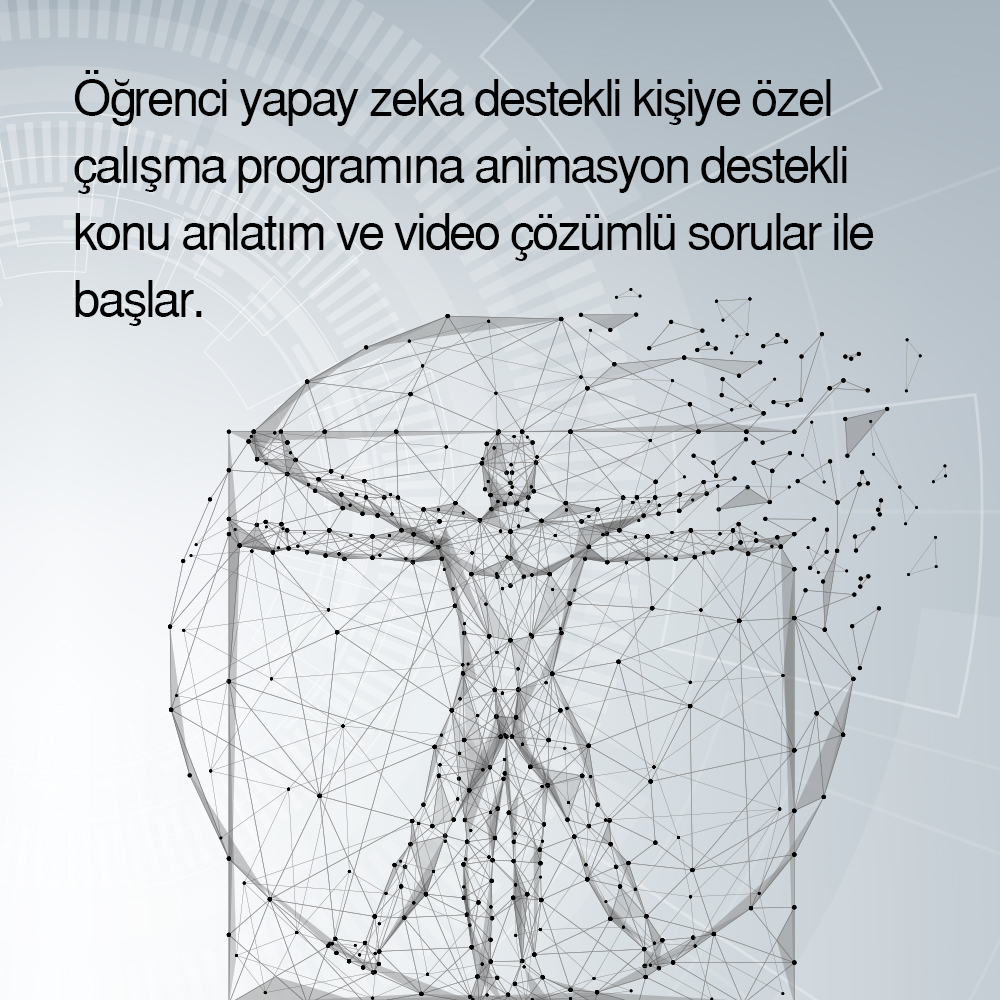 Öğrenci yapay zeka destekli kişiye özel
çalışma programına animasyon destekli
konu anlatım ve video çözümlü sorular ile
başlar.